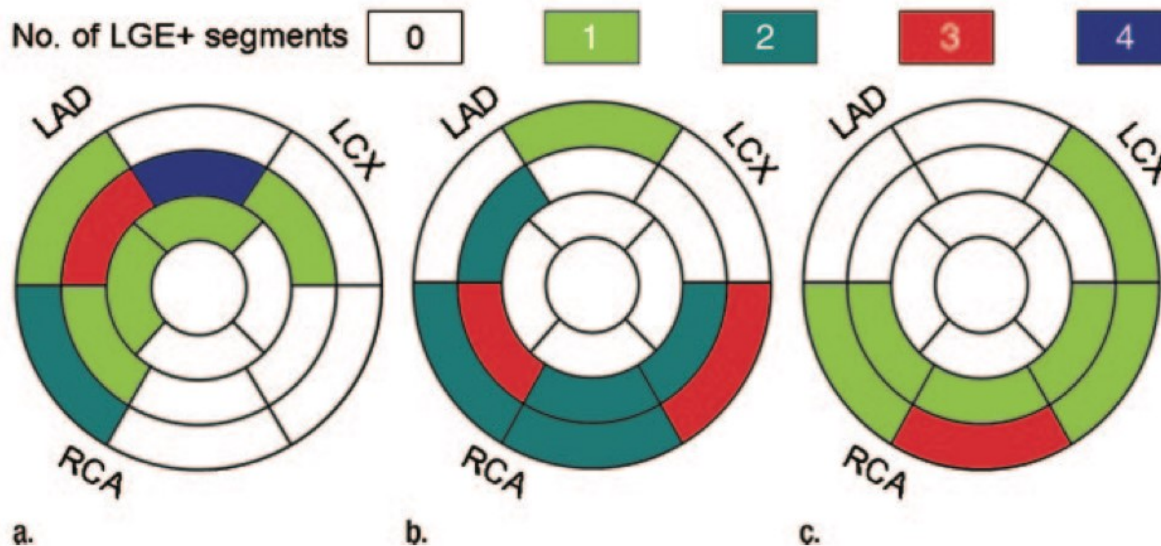 No. of LGE+ segments 0 1 2 3 4
LAD LCX LAD LCX LAD LCX
RCA RCA RCA
a. b. c.